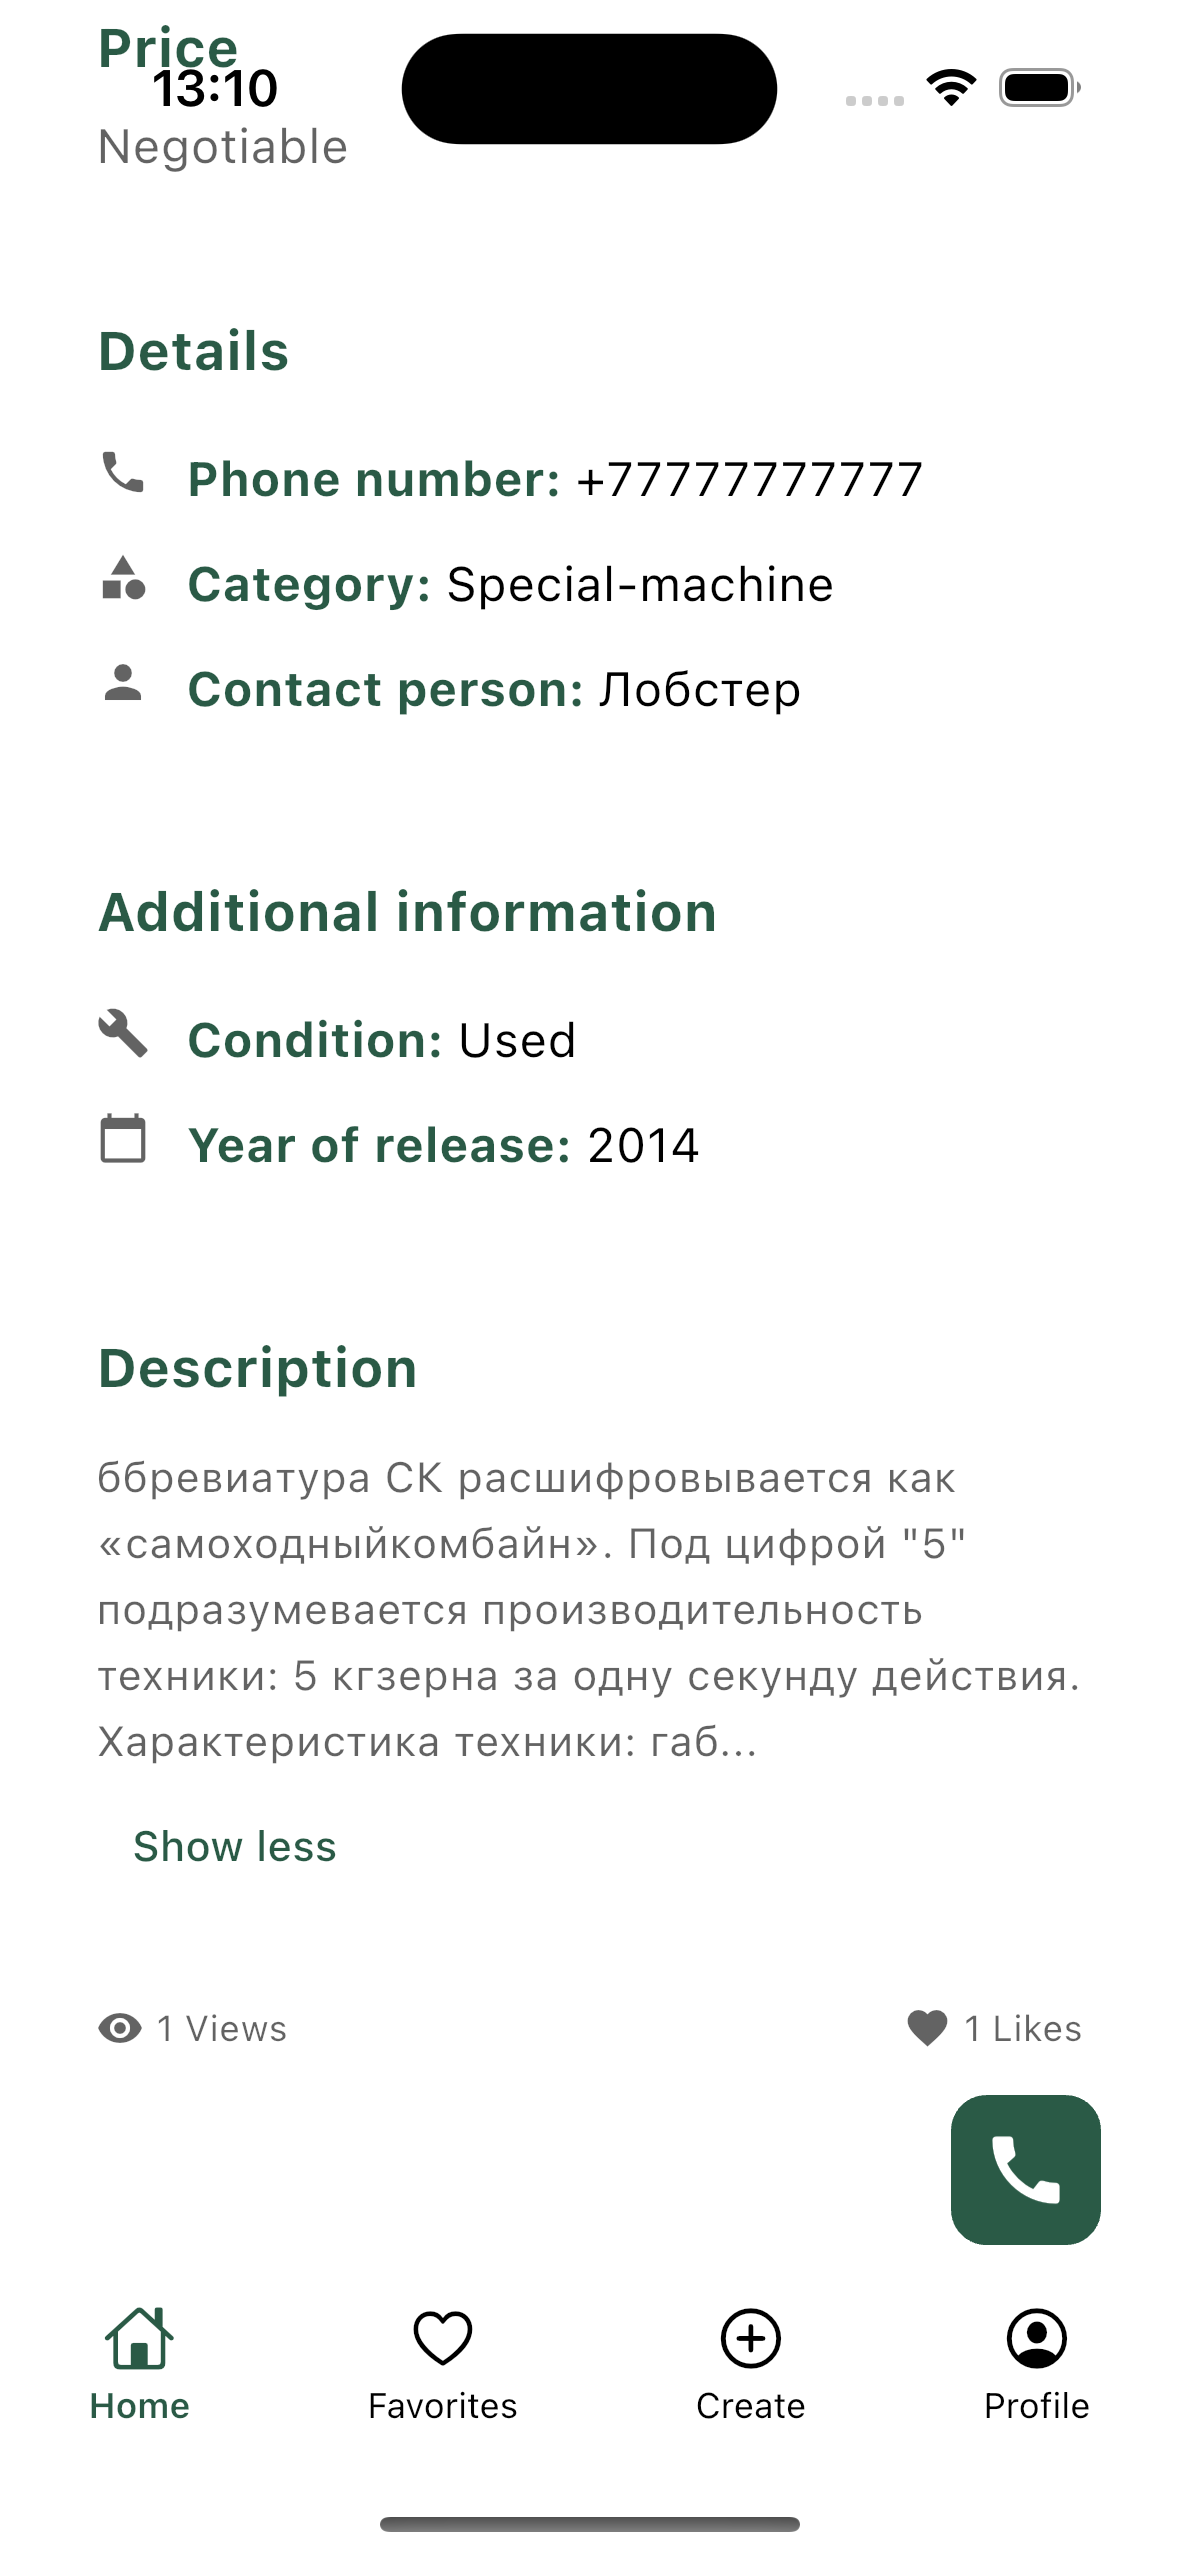 Price
13:10
Negotiable
Details
Phone number: +77777777777
Category: Special-machine
Contact person: Лобстер
Additional information
Condition: Used
Year of release: 2014
Description
ббревиатура СК расшифровывается как
«самоходныйкомбайн». Под цифрой "5"
подразумевается производительность
техники: 5 кгзерна за одну секунду действия.
Характеристика техники: габ...
Show less
1 Views
1 Likes
Home
Favorites
Create
Profile